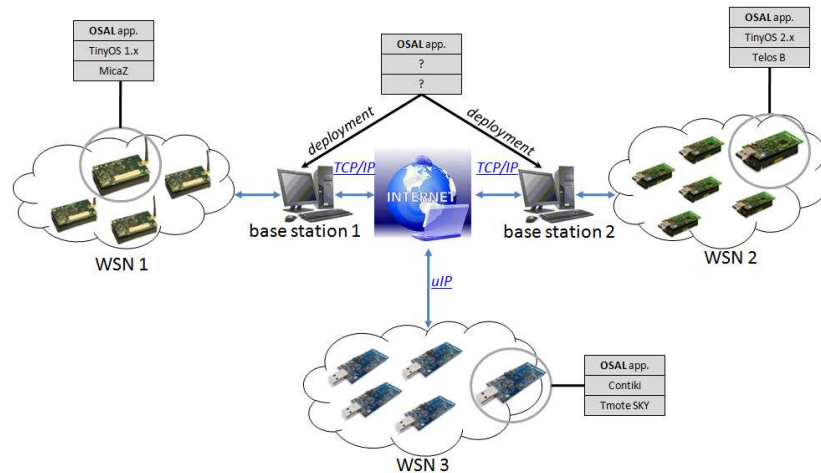 OSAL app.
TinyOS 1.x
MicaZ
OSAL app.
?
?
OSAL app.
TinyOS 2.x
Telos B
deployment
deployment
TCP/IP
TCP/IP
INTERNET
base station 1
base station 2
WSN 1
WSN 2
uIP
OSAL app.
Contiki
Tmote SKY
WSN 3